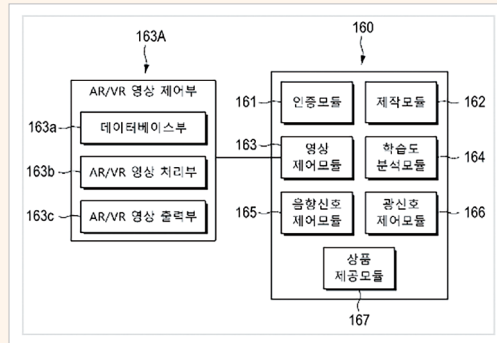 163A
160
AR/VR 영상 제어부
163a
데이터베이스부
163b
AR/VR 영상 처리부
163c
AR/VR 영상 출력부
161
인증모듈
제작모듈
162
163
영상
제어모듈
학습도
분석모듈
164
165
음향신호
제어모듈
광신호
제어모듈
166
상품
제공모듈
167